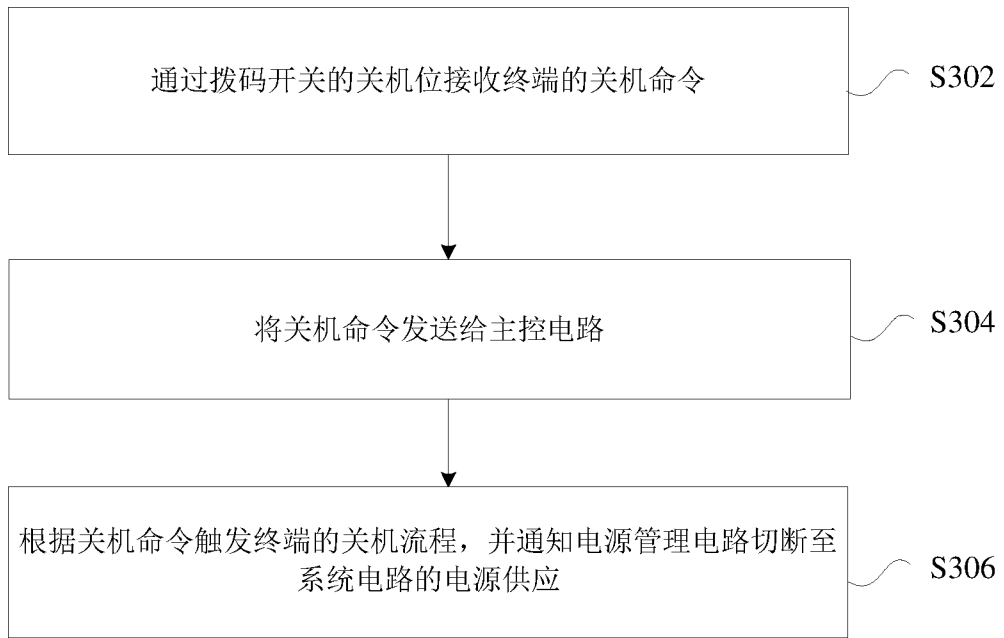 通过拨码开关的关机位接收终端的关机命令
S302
将关机命令发送给主控电路
S304
根据关机命令触发终端的关机流程，并通知电源管理电路切断至
系统电路的电源供应
S306